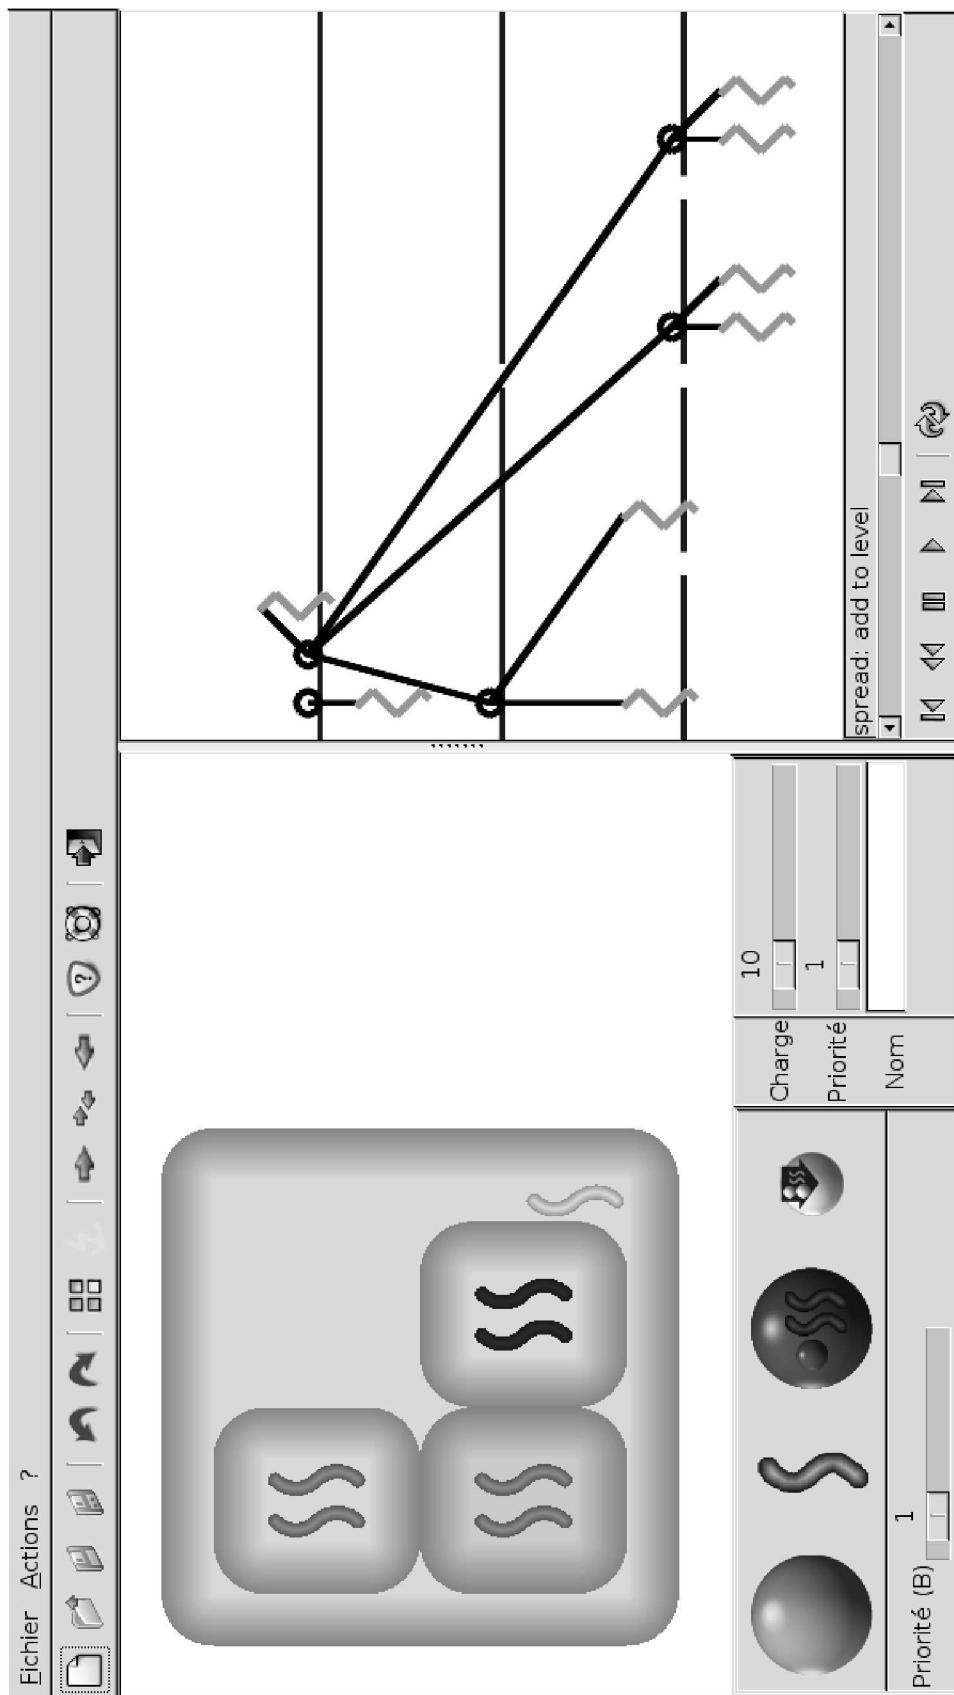 Fichier Actions ?
Priorité (B) 1
Charge 10
Priorité 1
Nom
spread: add to level